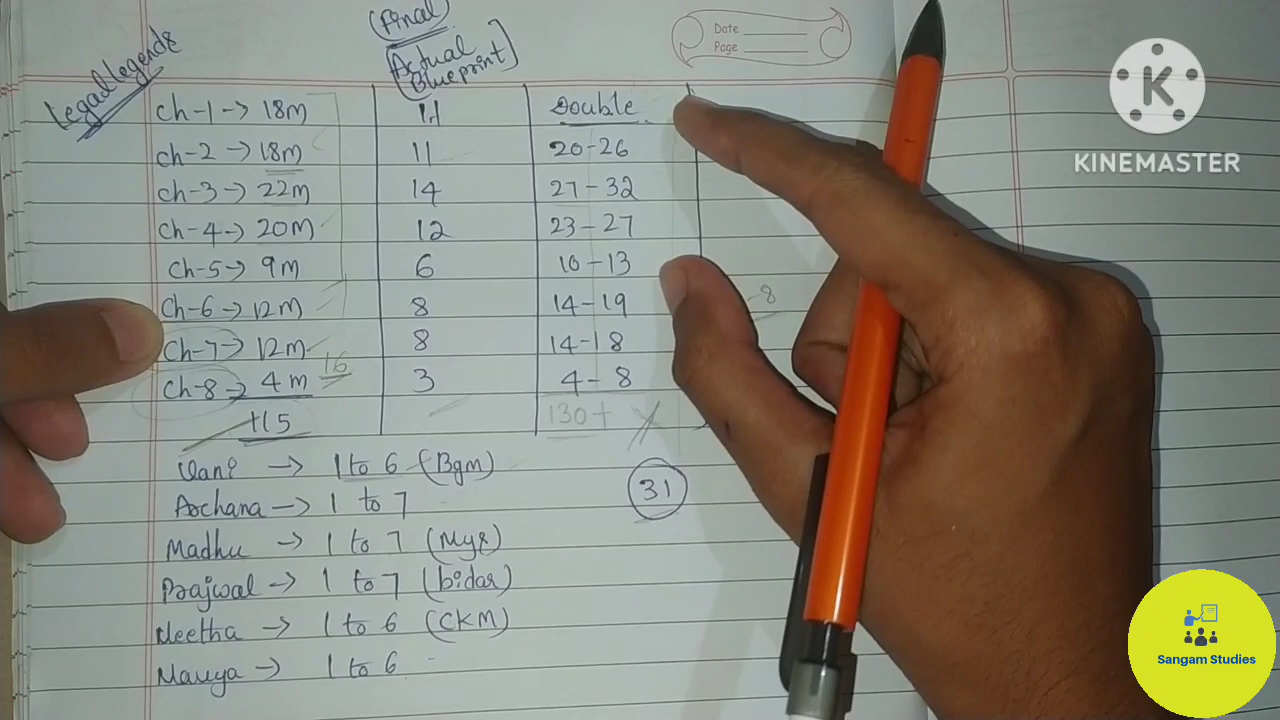 (Final)
Legad legends
[Actual Blueprint]
Date
Page
Ch-1 -> 18m 11 Double
Ch-2 -> 18m 11 20-26
Ch-3 -> 22m 14 27-32
Ch-4 -> 20m 12 23-27
Ch-5 -> 9m 6 10-13
Ch-6 -> 12m 8 14-19 -8
Ch-7 -> 12m 8 14-18
Ch-8 -> 4m 16 3 4-8
115 130+
Vani -> 1 to 6 (Bgm)
31
Archana -> 1 to 7
Madhu -> 1 to 7 (Mys)
Prajwal -> 1 to 7 (bidar)
Neetha -> 1 to 6 (CKM)
1 to 6
K
KINEMASTER
Sangam Studies